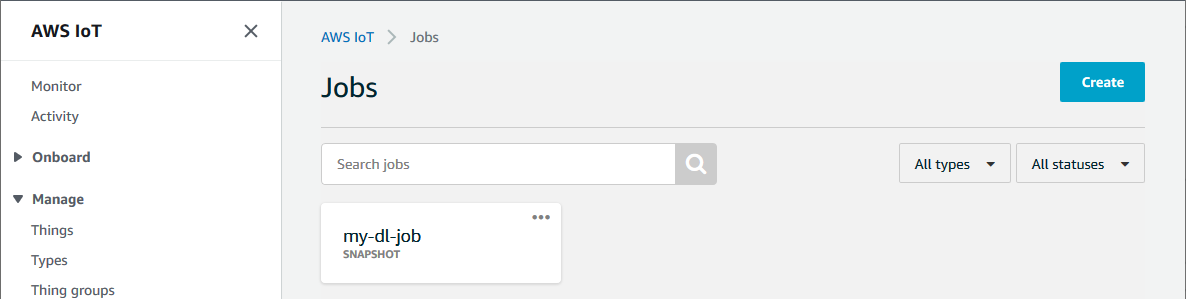 AWS IoT
Monitor
Activity
Onboard
Manage
Things
Types
Thing groups
AWS IoT > Jobs
Jobs
Create
Search jobs
All types
All statuses
my-dl-job
SNAPSHOT